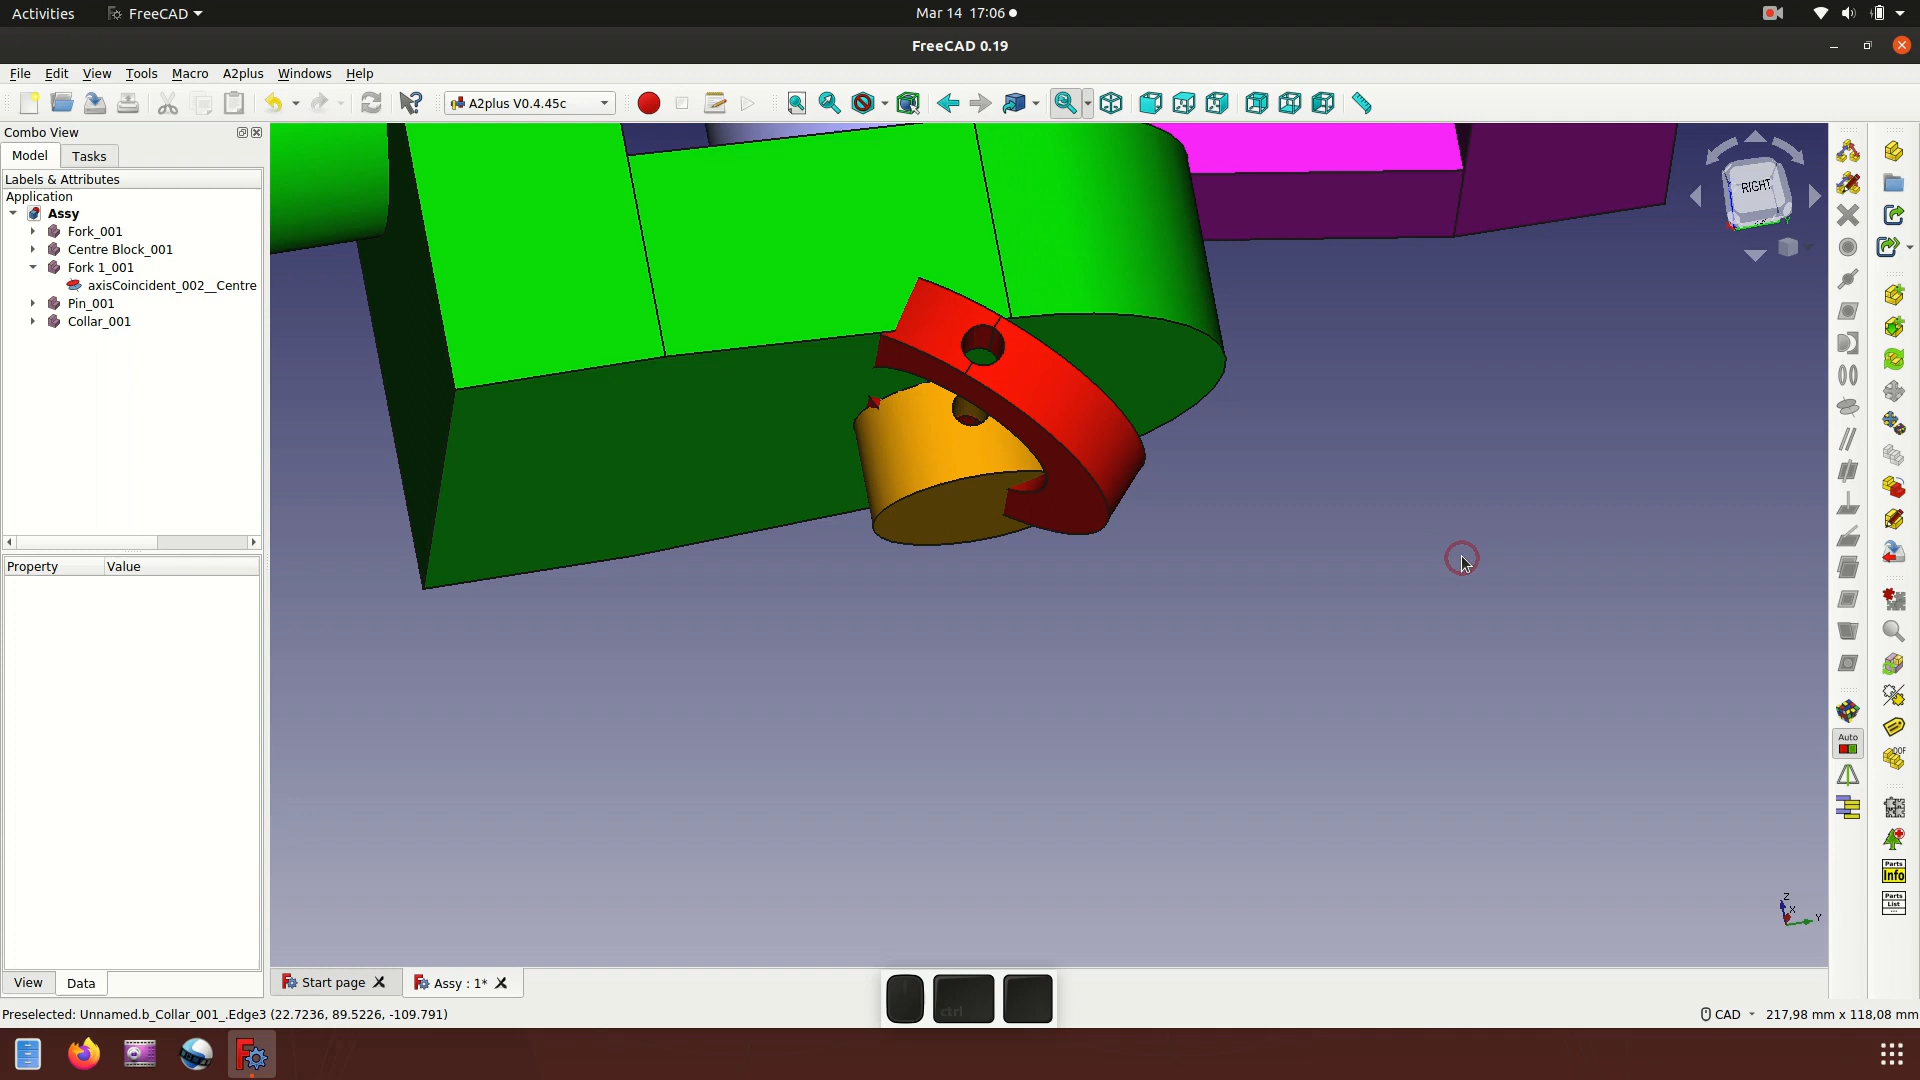 Activities
FreeCAD
Mar 14 17:06
FreeCAD 0.19
File Edit View Tools Macro A2plus Windows Help
A2plus V0.4.45c
Combo View
Model Tasks
Labels & Attributes
Application
Assy
Fork_001
Centre Block_001
Fork 1_001
axisCoincident_002__Centre
Pin_001
Collar_001
Property Value
RIGHT
Y
Auto
DOF
Parts
Info
Parts
List
...
Z
X
Y
View Data
Start page
Assy : 1*
ctrl
Preselected: Unnamed.b_Collar_001_.Edge3 (22.7236, 89.5226, -109.791)
CAD
217,98 mm x 118,08 mm